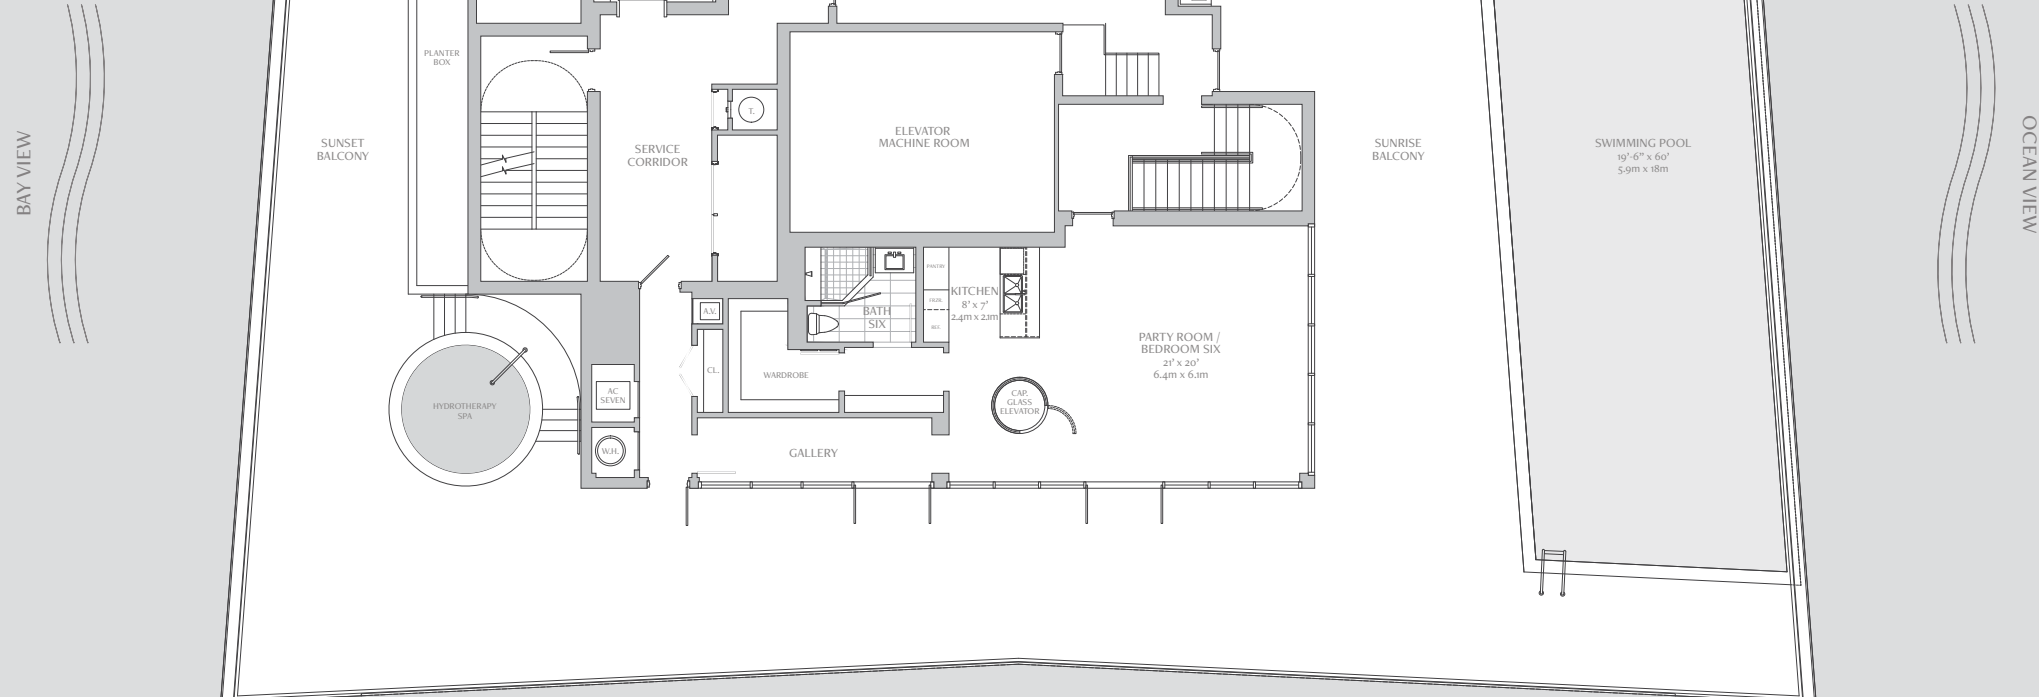 BAY VIEW
SUNSET
BALCONY
PLANTER
BOX
SERVICE
CORRIDOR
T.
ELEVATOR
MACHINE ROOM
SUNRISE
BALCONY
SWIMMING POOL
19'-6" x 60'
5.9m x 18m
OCEAN VIEW
HYDROTHERAPY
SPA
AC
SEVEN
W.H.
A.V.
CL.
WARDROBE
BATH
SIX
PANTRY
FRZR.
REF.
KITCHEN
8' x 7'
2.4m x 2.1m
CAP.
GLASS
ELEVATOR
PARTY ROOM /
BEDROOM SIX
21' x 20'
6.4m x 6.1m
GALLERY